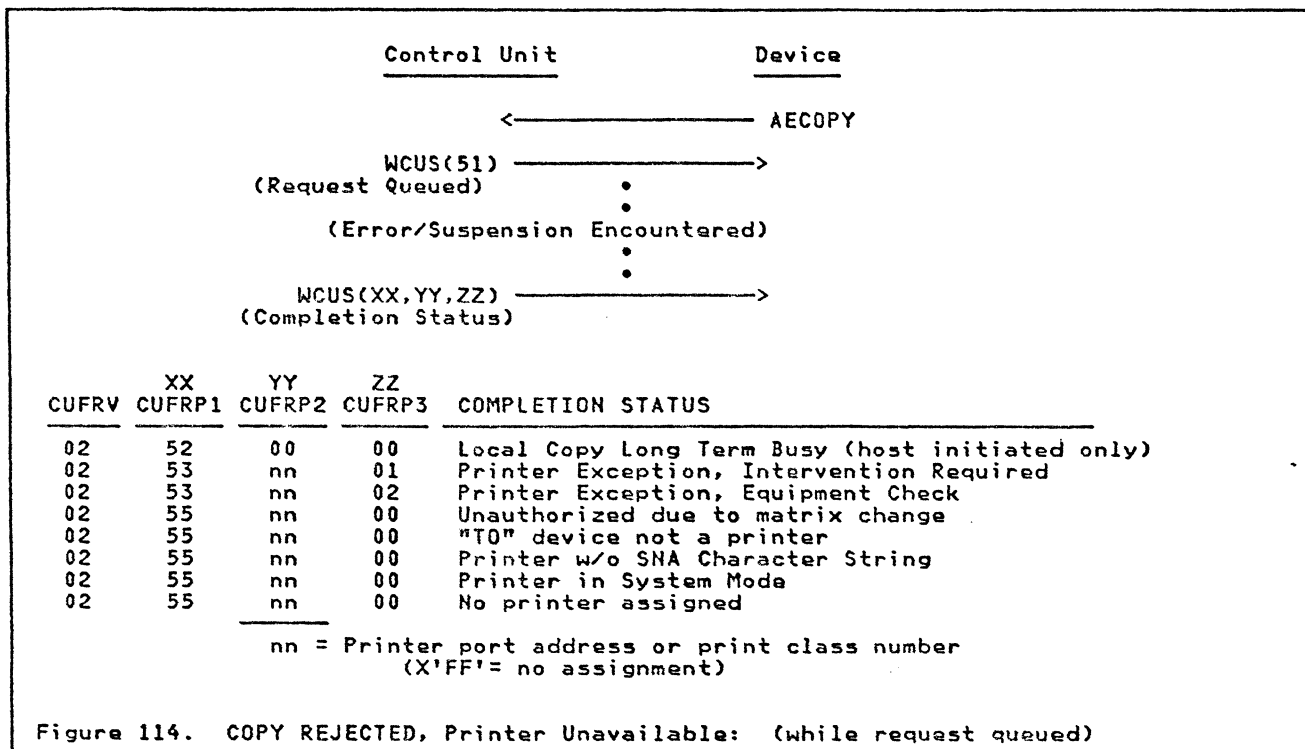 Control Unit Device
AECOPY
WCUS(51)
(Request Queued)
(Error/Suspension Encountered)
WCUS(XX,YY,ZZ)
(Completion Status)
XX YY ZZ
CUFRV CUFRP1 CUFRP2 CUFRP3 COMPLETION STATUS
02 52 00 00 Local Copy Long Term Busy (host initiated only)
02 53 nn 01 Printer Exception, Intervention Required
02 53 nn 02 Printer Exception, Equipment Check
02 55 nn 00 Unauthorized due to matrix change
02 55 nn 00 "TO" device not a printer
02 55 nn 00 Printer w/o SNA Character String
02 55 nn 00 Printer in System Mode
02 55 nn 00 No printer assigned
nn = Printer port address or print class number
(X'FF'= no assignment)
Figure 114. COPY REJECTED, Printer Unavailable: (while request queued)